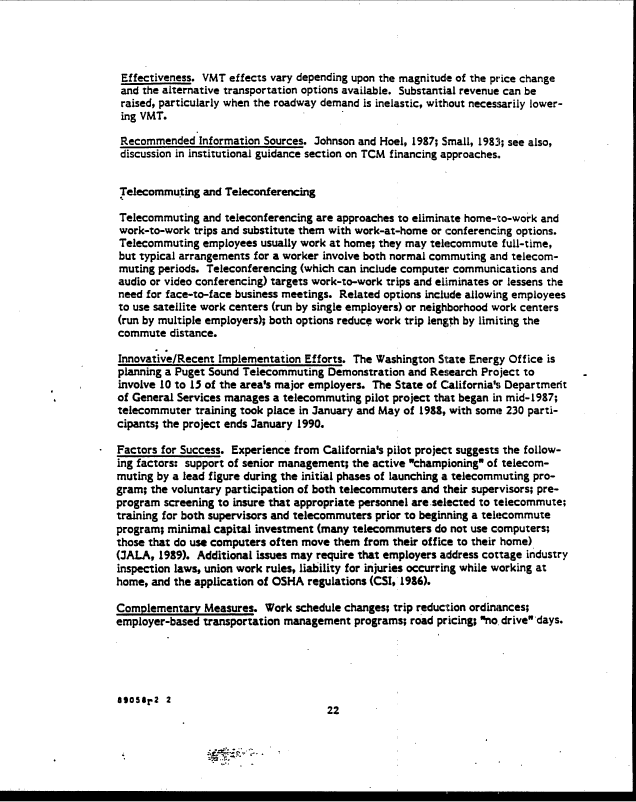 Effectiveness. VMT effects vary depending upon the magnitude of the price change
and the alternative transportation options available. Substantial revenue can be
raised, particularly when the roadway demand is inelastic, without necessarily lower-
ing VMT.
Recommended Information Sources. Johnson and Hoel, 1987; Small, 1983; see also,
discussion in institutional guidance section on TCM financing approaches.
Telecommuting and Teleconferencing
Telecommuting and teleconferencing are approaches to eliminate home-to-work and
work-to-work trips and substitute them with work-at-home or conferencing options.
Telecommuting employees usually work at home; they may telecommute full-time,
but typical arrangements for a worker involve both normal commuting and telecom-
muting periods. Teleconferencing (which can include computer communications and
audio or video conferencing) targets work-to-work trips and eliminates or lessens the
need for face-to-face business meetings. Related options include allowing employees
to use satellite work centers (run by single employers) or neighborhood work centers
(run by multiple employers); both options reduce work trip length by limiting the
commute distance.
Innovative/Recent Implementation Efforts. The Washington State Energy Office is
planning a Puget Sound Telecommuting Demonstration and Research Project to
involve 10 to 15 of the area's major employers. The State of California's Department
of General Services manages a telecommuting pilot project that began in mid-1987;
telecommuter training took place in January and May of 1988, with some 230 parti-
cipants; the project ends January 1990.
Factors for Success. Experience from California's pilot project suggests the follow-
ing factors: support of senior management; the active "championing" of telecom-
muting by a lead figure during the initial phases of launching a telecommuting pro-
gram; the voluntary participation of both telecommuters and their supervisors; pre-
program screening to insure that appropriate personnel are selected to telecommute;
training for both supervisors and telecommuters prior to beginning a telecommute
program; minimal capital investment (many telecommuters do not use computers;
those that do use computers often move them from their office to their home)
(JALA, 1989). Additional issues may require that employers address cottage industry
inspection laws, union work rules, liability for injuries occurring while working at
home, and the application of OSHA regulations (CSI, 1986).
Complementary Measures. Work schedule changes; trip reduction ordinances;
employer-based transportation management programs; road pricing; "no drive" days.
89058r2 2
22